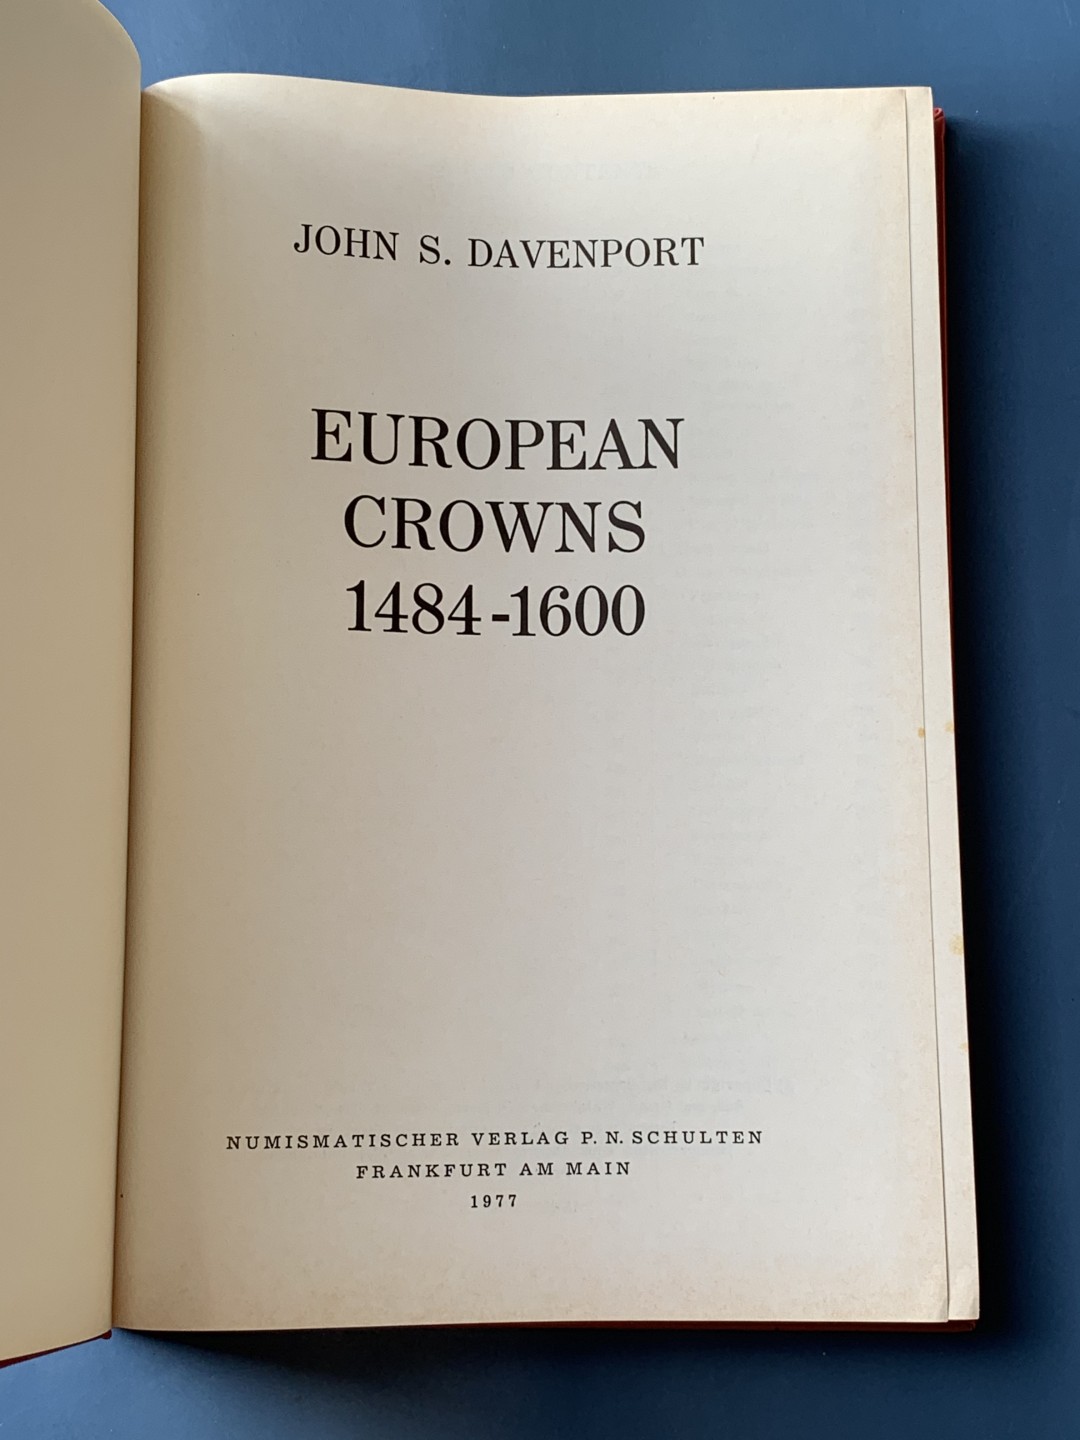 JOHN S. DAVENPORT
EUROPEAN
CROWNS
1484-1600
NUMISMATISCHER VERLAG P. N. SCHULTEN
FRANKFURT AM MAIN
1977